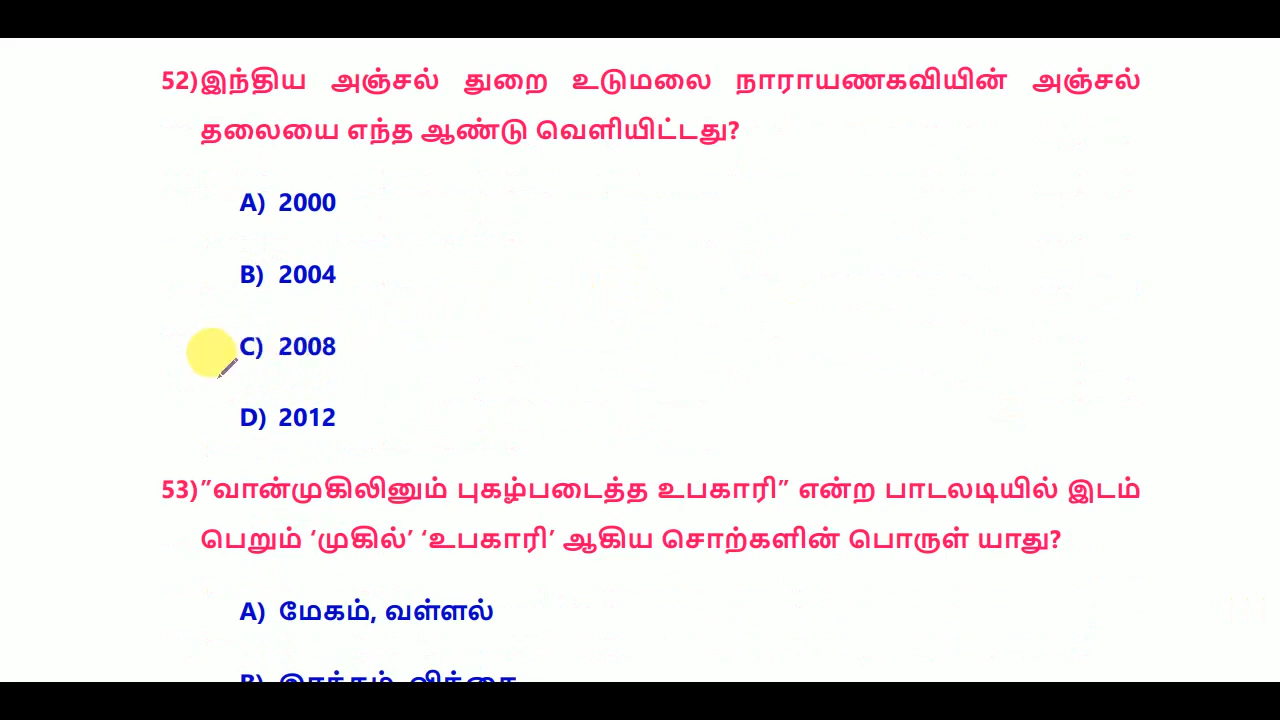 52)இந்திய அஞ்சல் துறை உடுமலை நாராயணகவியின் அஞ்சல்
தலையை எந்த ஆண்டு வெளியிட்டது?
A) 2000
B) 2004
C) 2008
D) 2012
53)”வான்முகிலினும் புகழ்படைத்த உபகாரி” என்ற பாடலடியில் இடம்
பெறும் ‘முகில்’ ‘உபகாரி’ ஆகிய சொற்களின் பொருள் யாது?
A) மேகம், வள்ளல்
B)